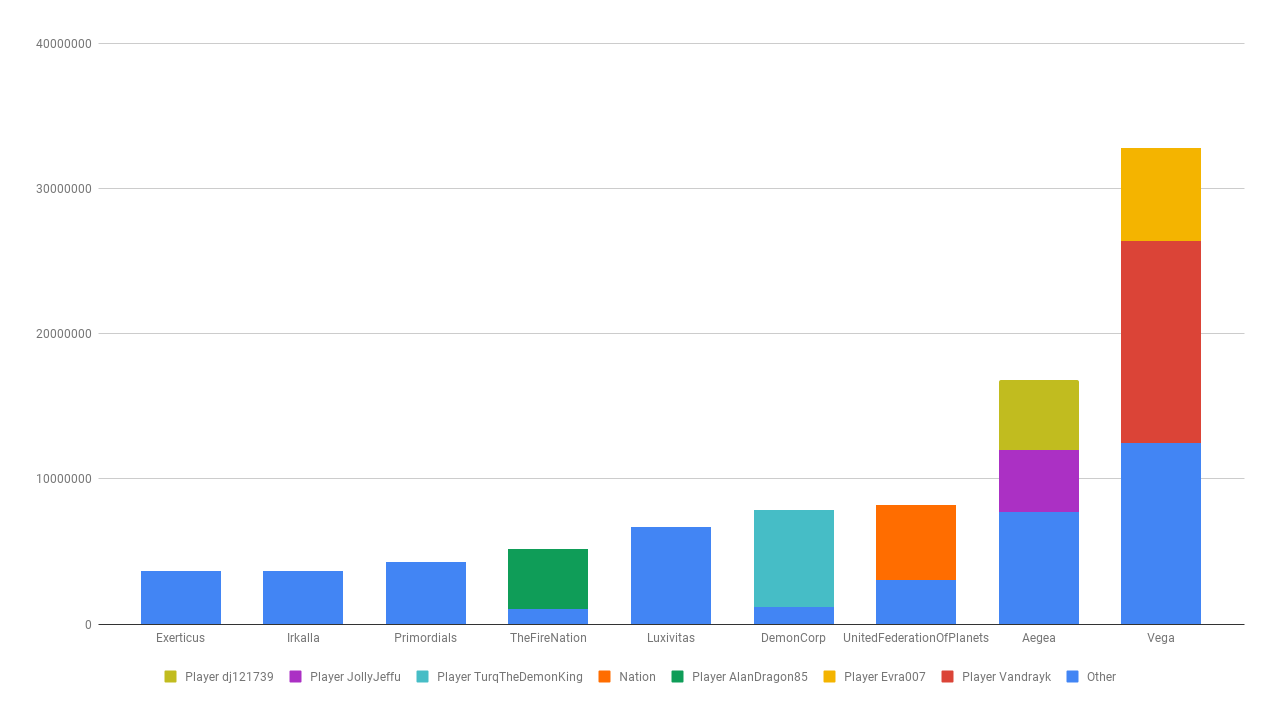 40000000
30000000
20000000
10000000
0
Exerticus Irkalla Primordials TheFireNation Luxivitas DemonCorp UnitedFederationOfPlanets Aegea Vega
Player dj121739 Player JollyJeffu Player TurqTheDemonKing Nation Player AlanDragon85 Player Evra007 Player Vandrayk Other